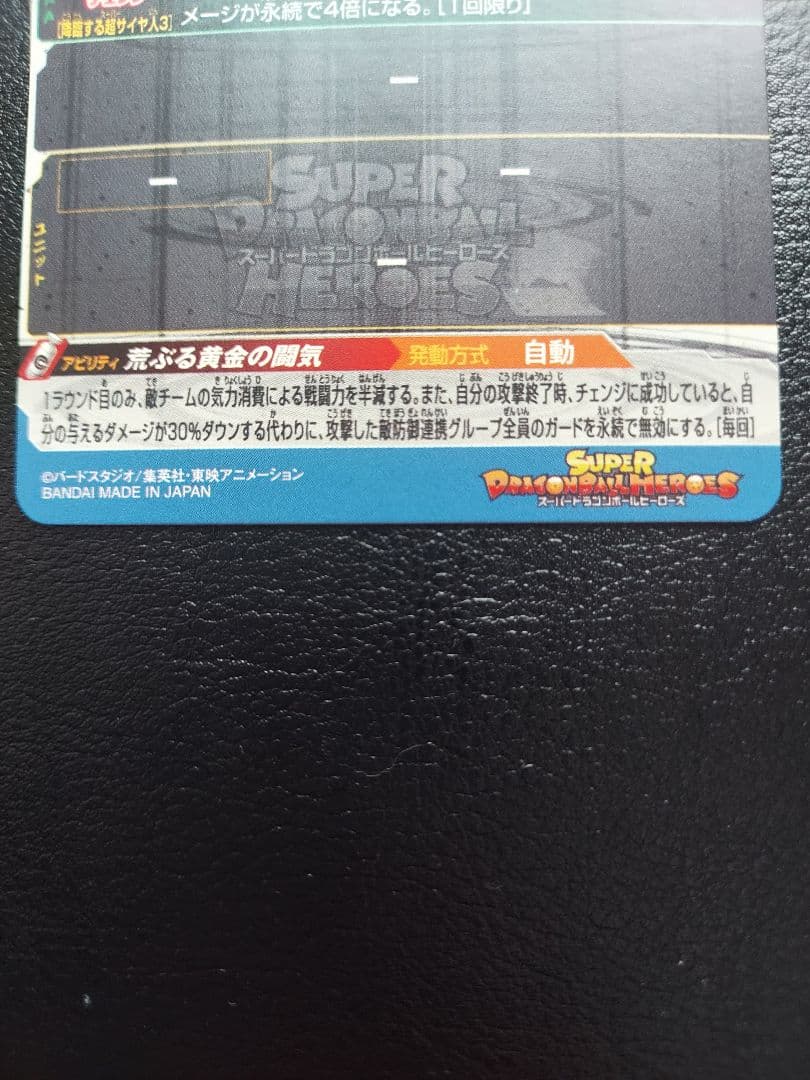 メージが永続で4倍になる。[1回限り]
[降臨する超サイヤ人3]
ー
ー
ー
ユニット
SUPER
DRAGONBALL
スーパードラゴンボールヒーローズ
HEROES
ー
アビリティ 荒ぶる黄金の闘気 発動方式 自動
1ラウンド目のみ、敵チームの気力消費による戦闘力を半減する。また、自分の攻撃終了時、チェンジに成功していると、自
分の与えるダメージが30%ダウンする代わりに、攻撃した敵防御連携グループ全員のガードを永続で無効にする。[毎回]
©バードスタジオ/集英社・東映アニメーション
BANDAI MADE IN JAPAN
SUPER
DRAGONBALL HEROES
スーパードラゴンボールヒーローズ